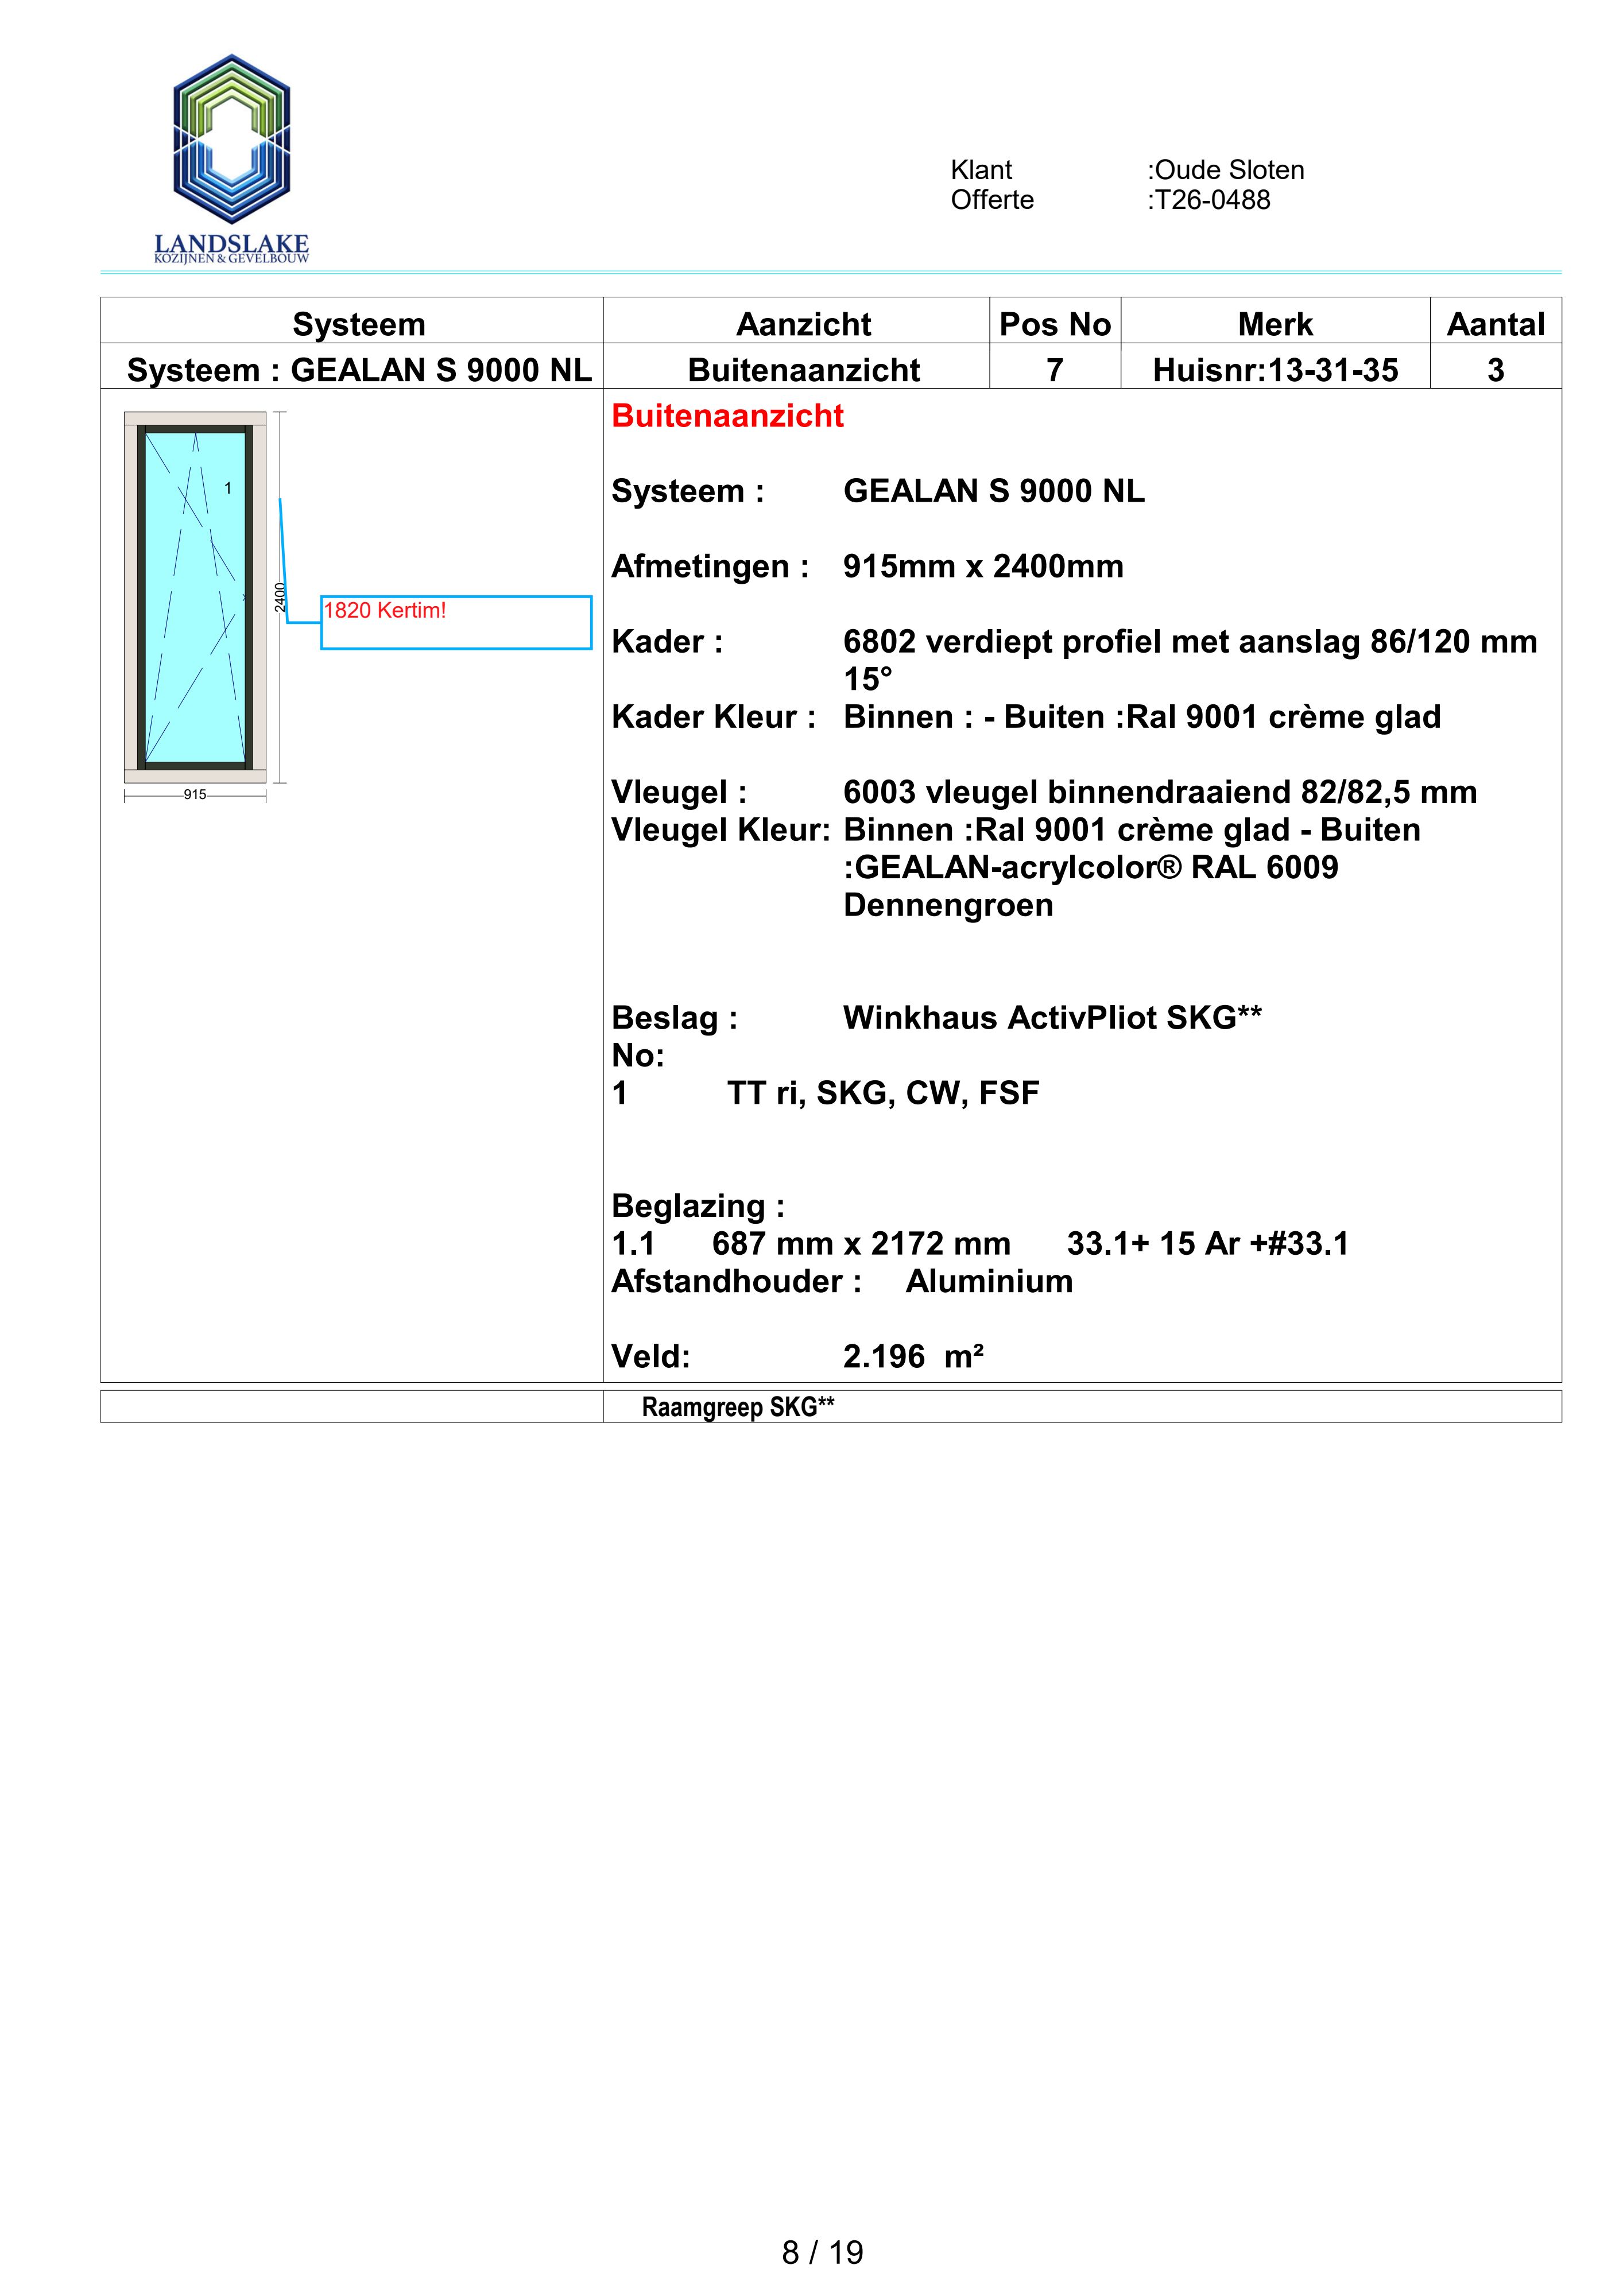 LANDSLAKE
KOZIJNEN & GEVELBOUW
Klant :Oude Sloten
Offerte :T26-0488
Systeem Aanzicht Pos No Merk Aantal
Systeem : GEALAN S 9000 NL Buitenaanzicht 7 Huisnr:13-31-35 3
1
2400
915
1820 Kertim!
Buitenaanzicht
Systeem : GEALAN S 9000 NL
Afmetingen : 915mm x 2400mm
Kader : 6802 verdiept profiel met aanslag 86/120 mm
15°
Kader Kleur : Binnen : - Buiten :Ral 9001 crème glad
Vleugel : 6003 vleugel binnendraaiend 82/82,5 mm
Vleugel Kleur: Binnen :Ral 9001 crème glad - Buiten
:GEALAN-acrylcolor® RAL 6009
Dennengroen
Beslag : Winkhaus ActivPliot SKG**
No:
1 TT ri, SKG, CW, FSF
Beglazing :
1.1 687 mm x 2172 mm 33.1+ 15 Ar +#33.1
Afstandhouder : Aluminium
Veld: 2.196 m²
Raamgreep SKG**
8 / 19